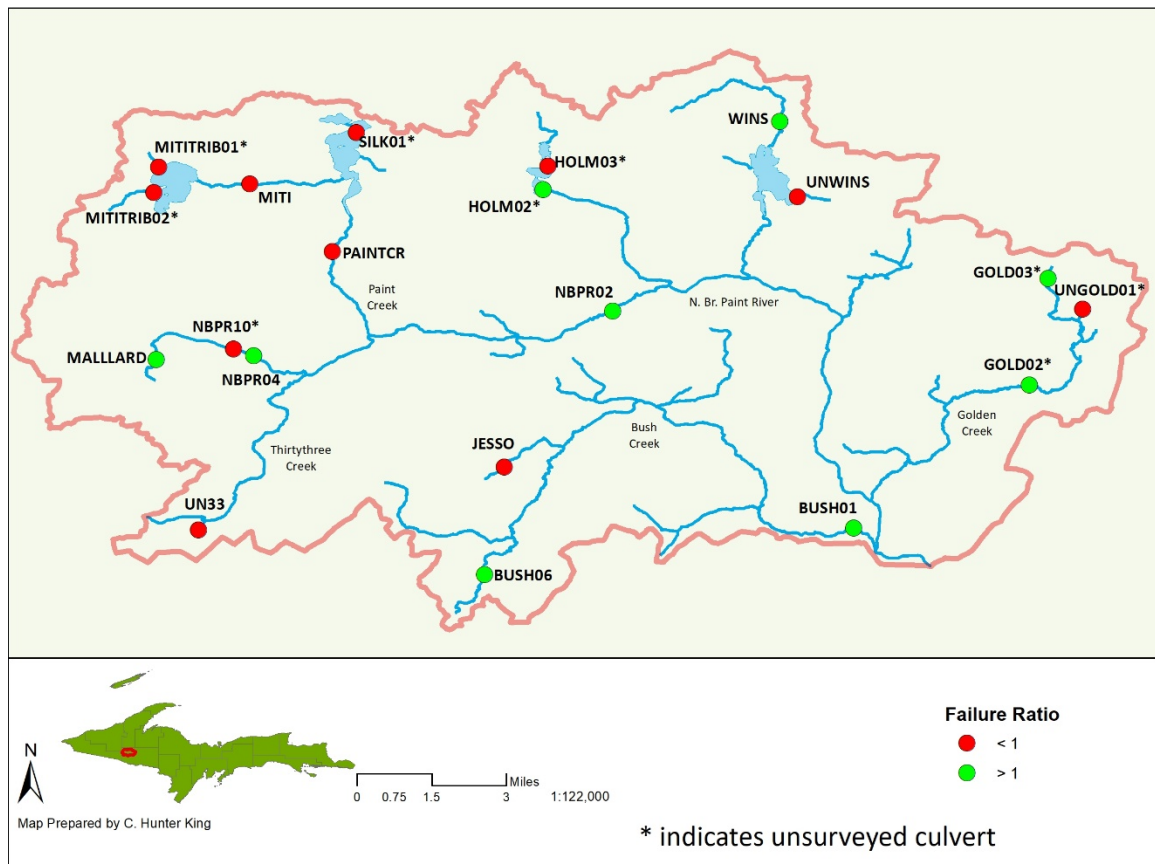 WINS
MITITRIB01*
SILK01*
HOLM03*
MITI
UNWINS
MITITRIB02*
HOLM02*
PAINTCR
GOLD03*
UNGOLD01*
Paint
Creek
NBPR02
N. Br. Paint River
NBPR10*
MALLLARD
NBPR04
GOLD02*
Golden
Creek
Bush
Creek
JESSO
Thirtythree
Creek
UN33
BUSH01
BUSH06
Failure Ratio
< 1
> 1
N
Miles
0 0.75 1.5 3 1:122,000
Map Prepared by C. Hunter King
* indicates unsurveyed culvert